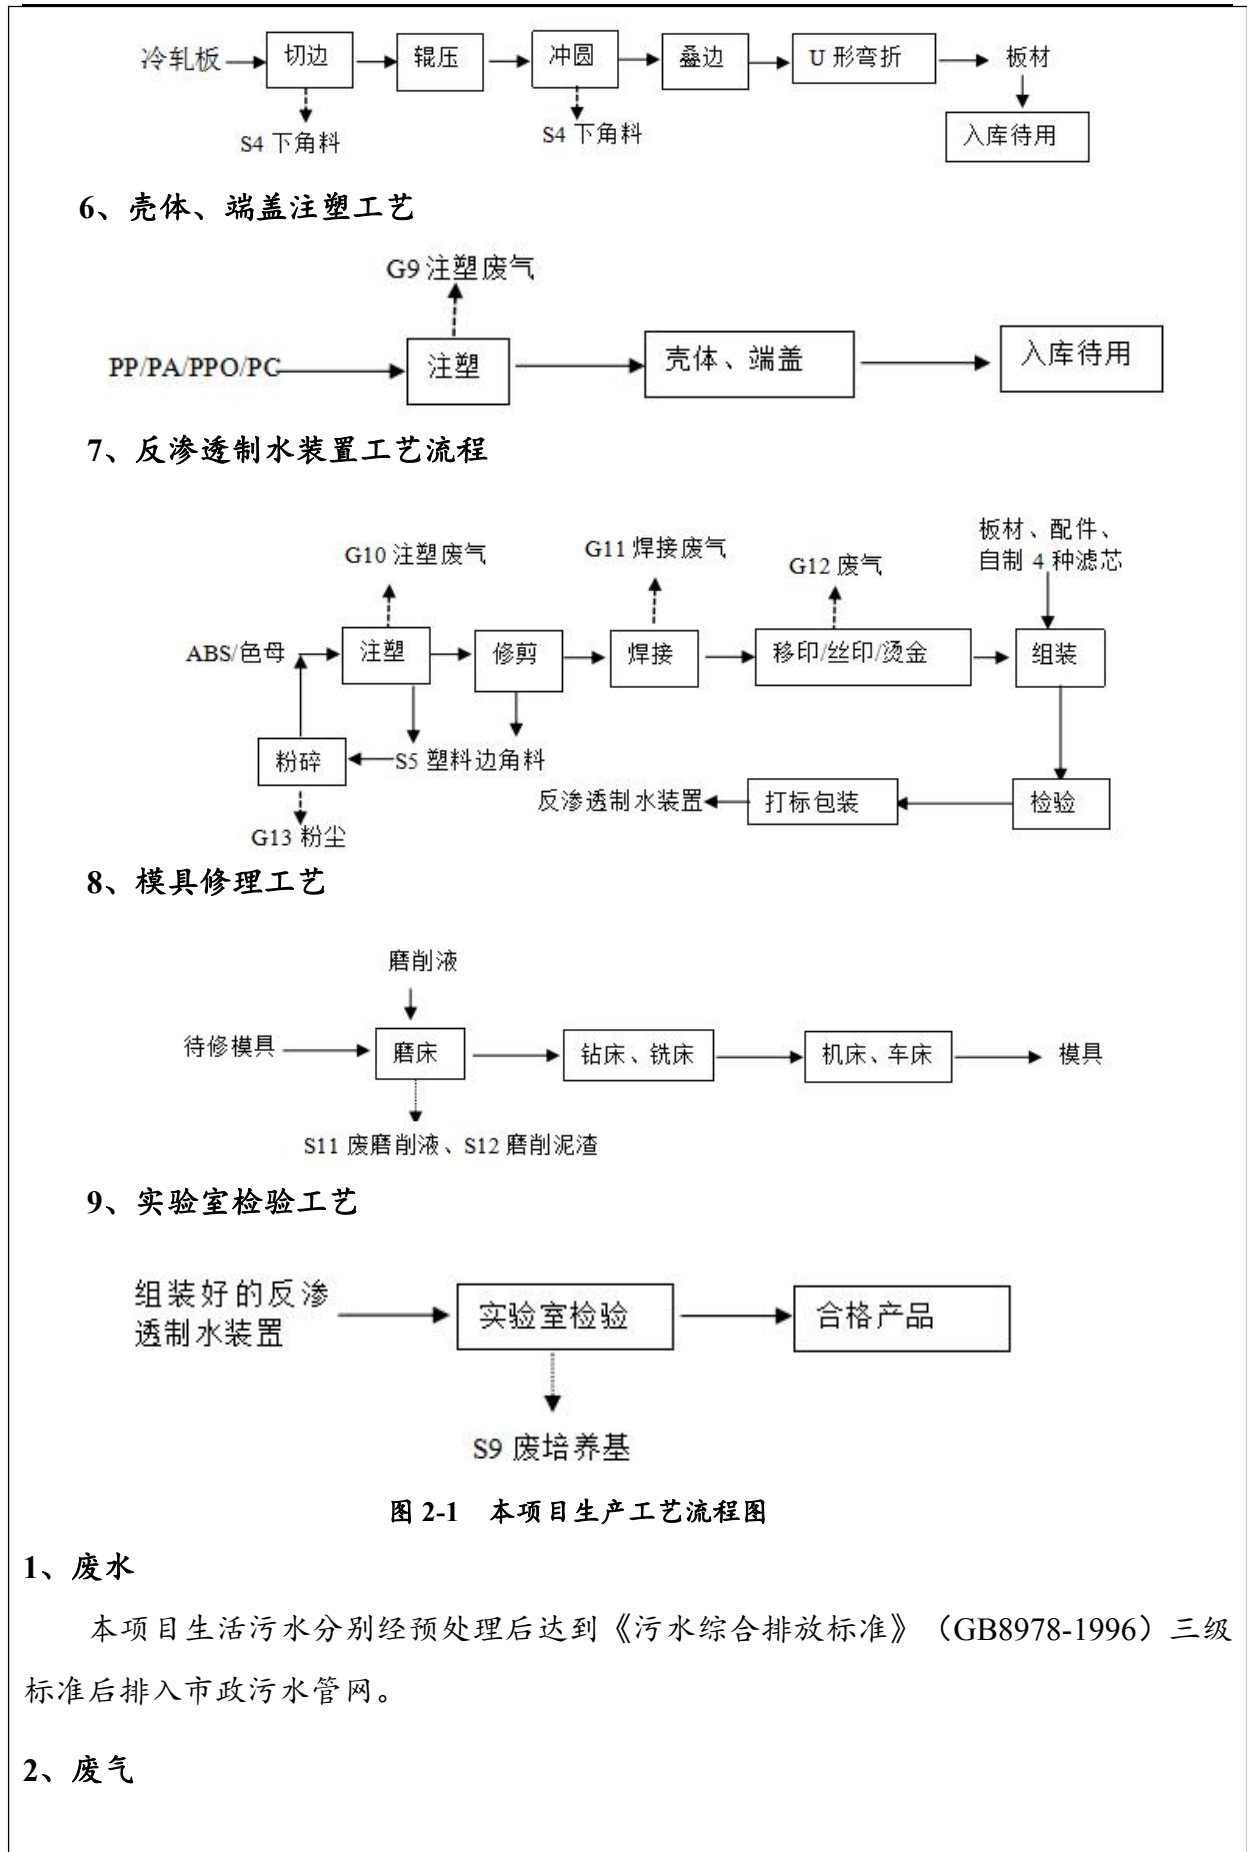 冷轧板 切边 辊压 冲圆 叠边 U 形弯折 板材
S4 下角料 S4 下角料 入库待用
6、壳体、端盖注塑工艺
G9 注塑废气
PP/PA/PPO/PC 注塑 壳体、端盖 入库待用
7、反渗透制水装置工艺流程
板材、配件、
自制 4 种滤芯
G10 注塑废气 G11 焊接废气 G12 废气
ABS/色母 注塑 修剪 焊接 移印/丝印/烫金 组装
粉碎 S5 塑料边角料
反渗透制水装置 打标包装 检验
G13 粉尘
8、模具修理工艺
磨削液
待修模具 磨床 钻床、铣床 机床、车床 模具
S11 废磨削液、S12 磨削泥渣
9、实验室检验工艺
组装好的反渗
透制水装置 实验室检验 合格产品
S9 废培养基
图 2-1 本项目生产工艺流程图
1、废水
本项目生活污水分别经预处理后达到《污水综合排放标准》（GB8978-1996）三级
标准后排入市政污水管网。
2、废气